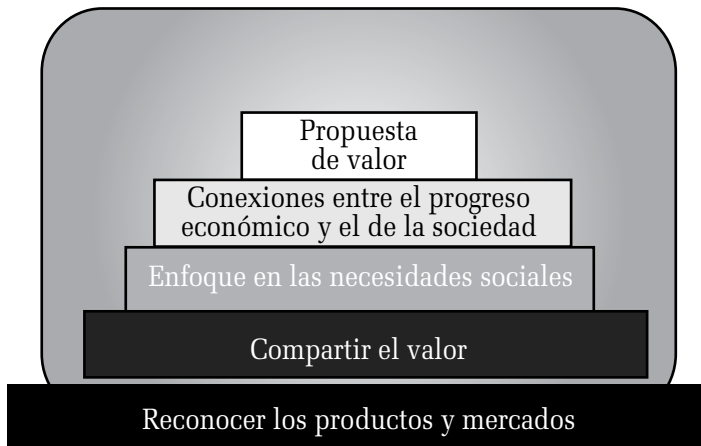 Propuesta
de valor
Conexiones entre el progreso
económico y el de la sociedad
Enfoque en las necesidades sociales
Compartir el valor
Reconocer los productos y mercados